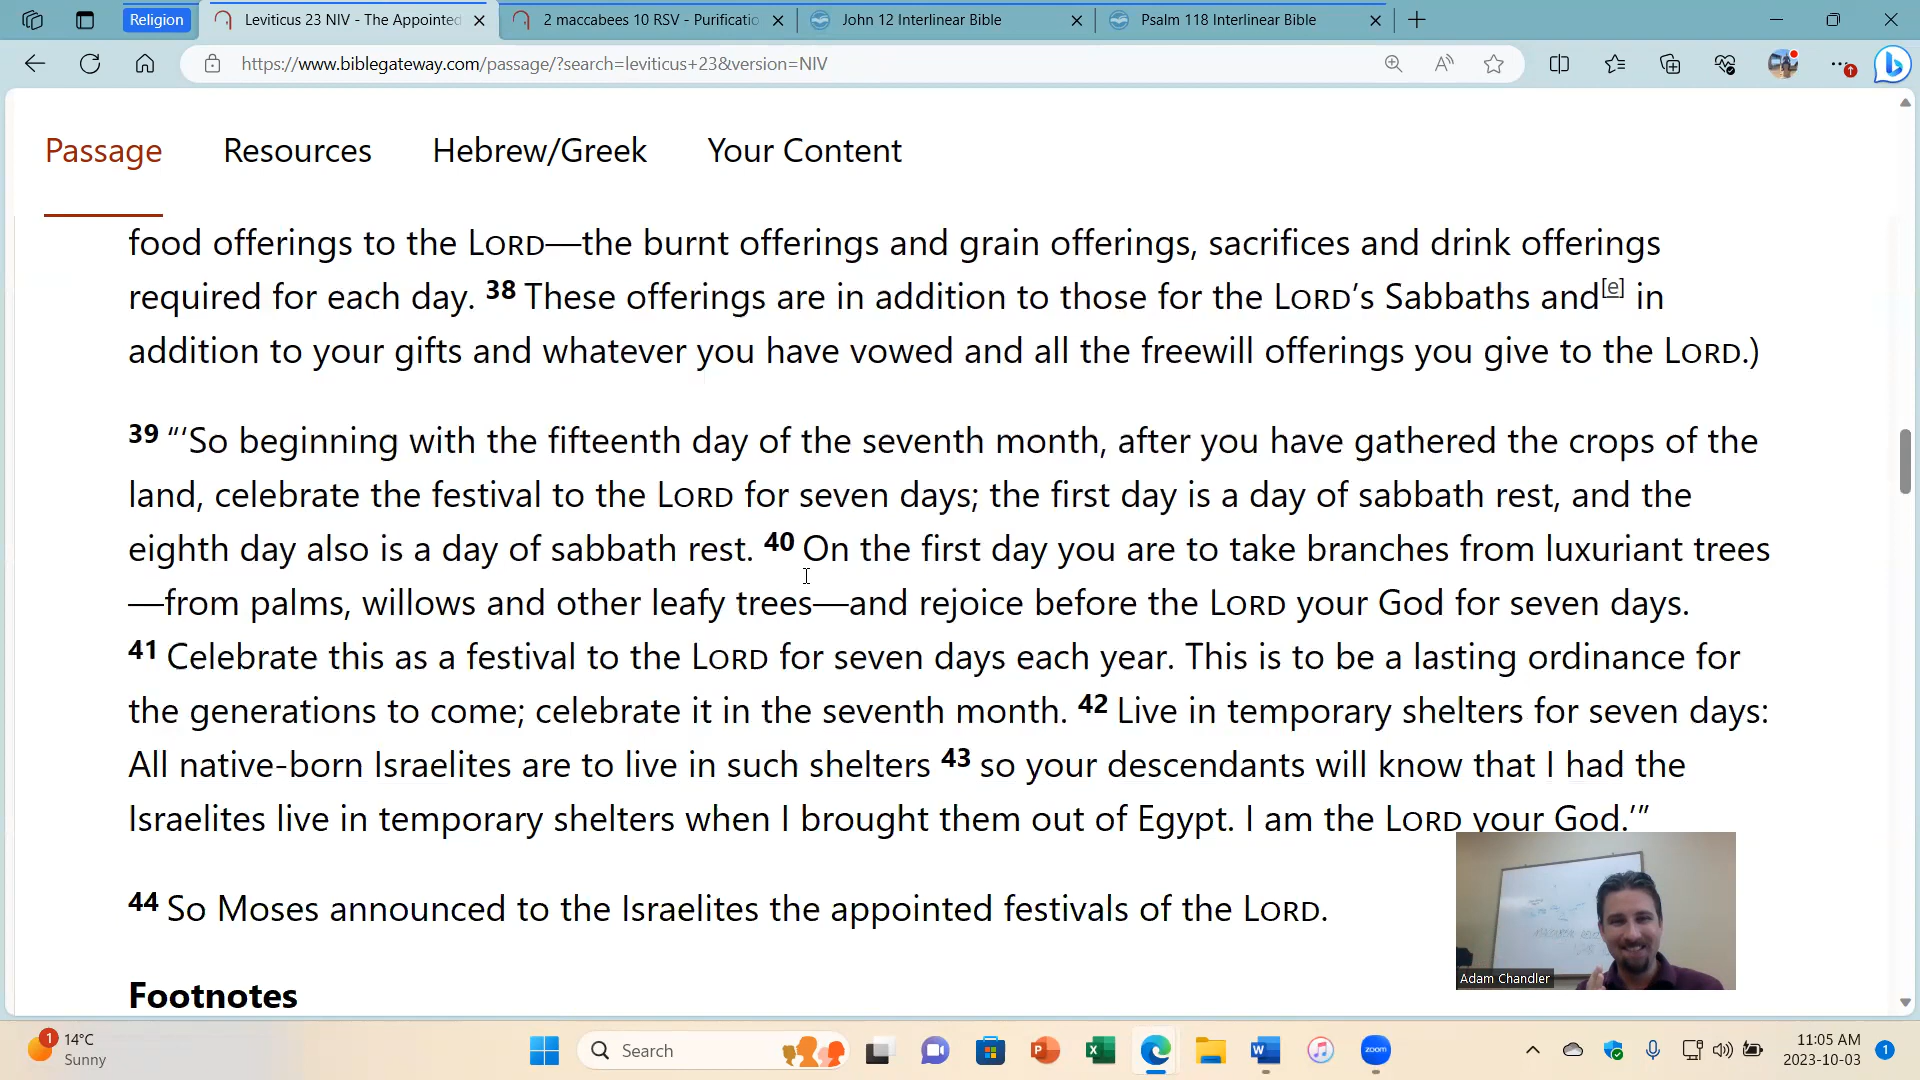 Religion
Leviticus 23 NIV - The Appointed
2 maccabees 10 RSV - Purificatio
John 12 Interlinear Bible
Psalm 118 Interlinear Bible
https://www.biblegateway.com/passage/?search=leviticus+23&version=NIV
Passage
Resources
Hebrew/Greek
Your Content
food offerings to the LORD—the burnt offerings and grain offerings, sacrifices and drink offerings
required for each day. 38 These offerings are in addition to those for the LORD’s Sabbaths and[e] in
addition to your gifts and whatever you have vowed and all the freewill offerings you give to the LORD.)
39 “‘So beginning with the fifteenth day of the seventh month, after you have gathered the crops of the
land, celebrate the festival to the LORD for seven days; the first day is a day of sabbath rest, and the
eighth day also is a day of sabbath rest. 40 On the first day you are to take branches from luxuriant trees
—from palms, willows and other leafy trees—and rejoice before the LORD your God for seven days.
41 Celebrate this as a festival to the LORD for seven days each year. This is to be a lasting ordinance for
the generations to come; celebrate it in the seventh month. 42 Live in temporary shelters for seven days:
All native-born Israelites are to live in such shelters 43 so your descendants will know that I had the
Israelites live in temporary shelters when I brought them out of Egypt. I am the LORD your God.’”
44 So Moses announced to the Israelites the appointed festivals of the LORD.
Footnotes
Adam Chandler
1
14°C
Sunny
Search
zoom
11:05 AM
2023-10-03
1